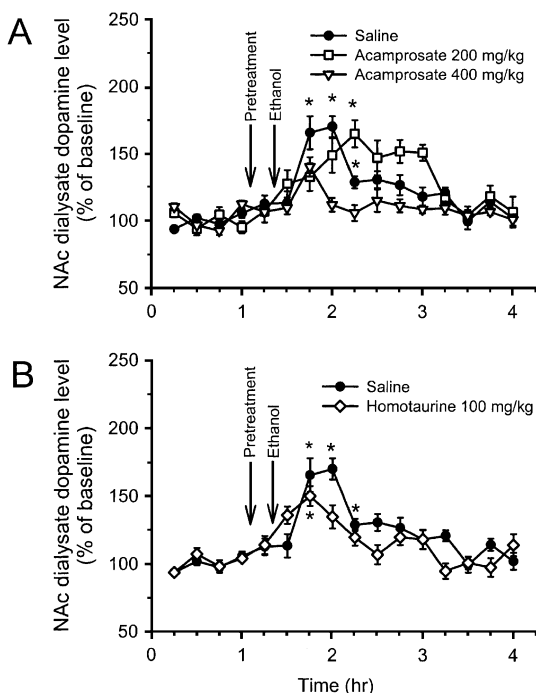 A
NAc dialysate dopamine level
(% of baseline)
250
200
150
100
50
0
1
2
3
4
Pretreatment
Ethanol
Saline
Acamprosate 200 mg/kg
Acamprosate 400 mg/kg
* * *
*
B
NAc dialysate dopamine level
(% of baseline)
250
200
150
100
50
0
1
2
3
4
Pretreatment
Ethanol
Saline
Homotaurine 100 mg/kg
* *
* *
Time (hr)